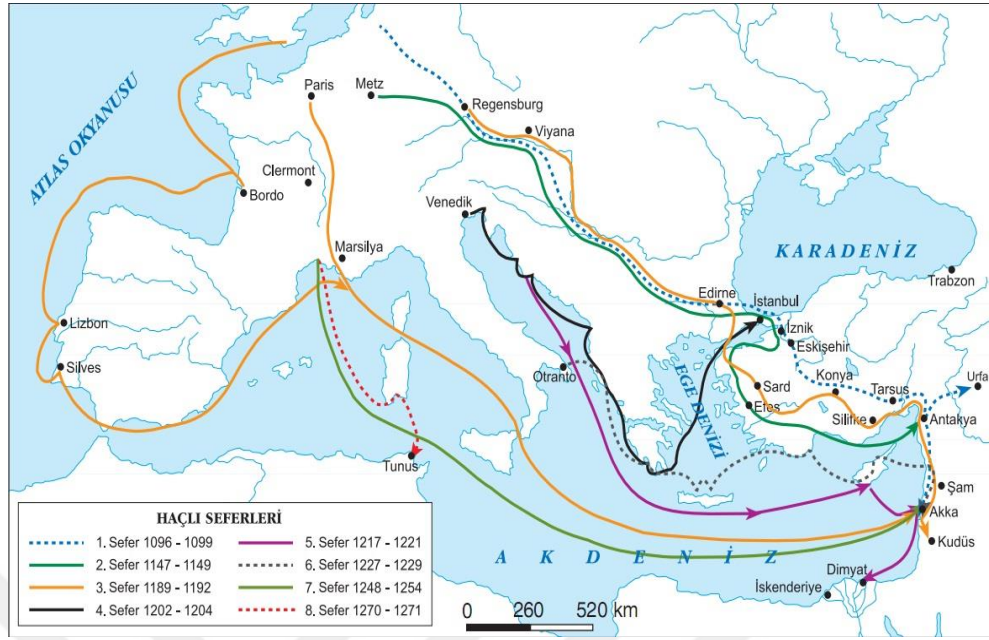 Paris
Metz
Regensburg
Viyana
ATLAS OKYANUSU
Clermont
Bordo
Venedik
Marsilya
KARADENİZ
Trabzon
Edirne
İstanbul
İznik
Eskişehir
Lizbon
Silves
Otranto
EGE DENİZİ
Sard
Efes
Konya
Tarsus
Silifke
Urfa
Antakya
Tunus
Şam
Akka
Kudüs
AKDENİZ
Dimyat
İskenderiye
HAÇLI SEFERLERİ
1. Sefer 1096 - 1099
2. Sefer 1147 - 1149
3. Sefer 1189 - 1192
4. Sefer 1202 - 1204
5. Sefer 1217 - 1221
6. Sefer 1227 - 1229
7. Sefer 1248 - 1254
8. Sefer 1270 - 1271
0 260 520 km